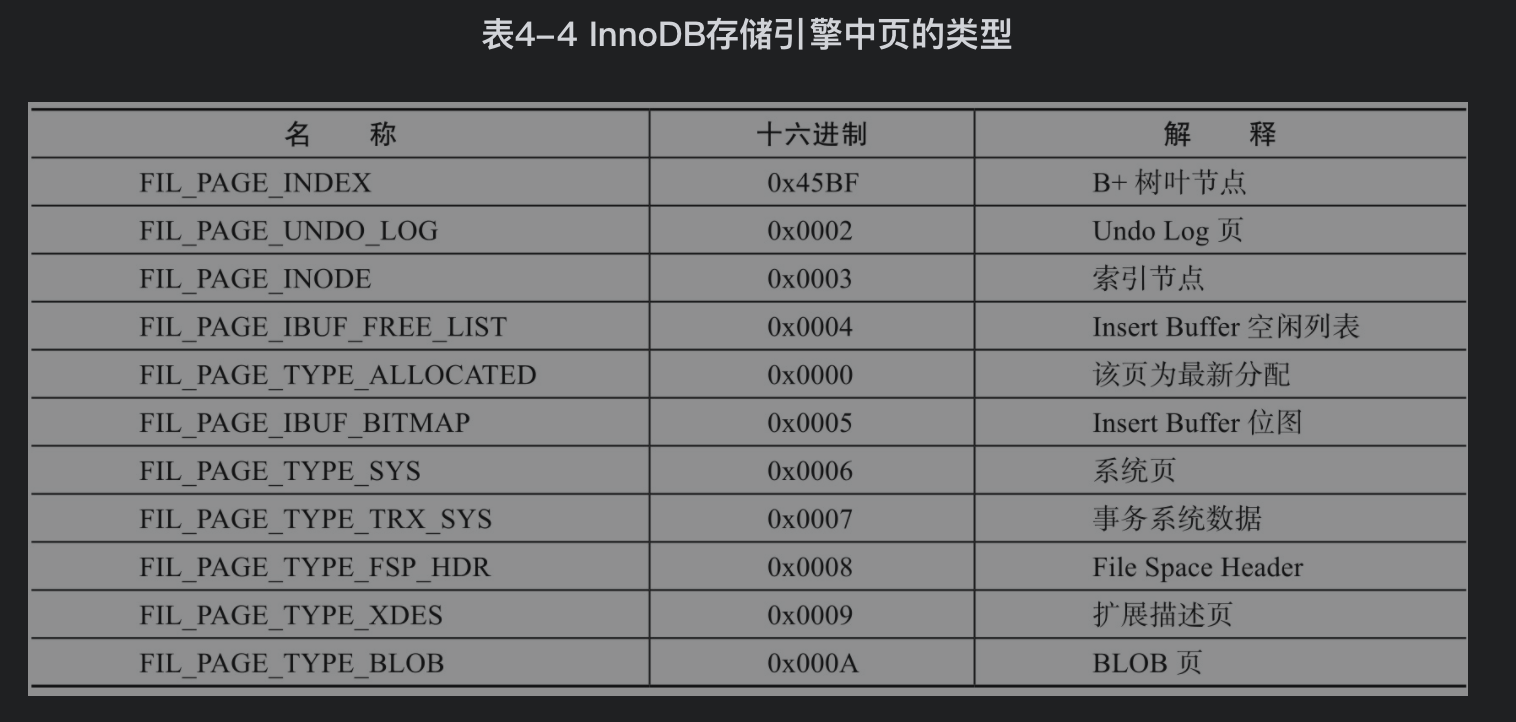 表4-4 InnoDB存储引擎中页的类型
名 称 十六进制 解 释
FIL_PAGE_INDEX 0x45BF B+ 树叶节点
FIL_PAGE_UNDO_LOG 0x0002 Undo Log 页
FIL_PAGE_INODE 0x0003 索引节点
FIL_PAGE_IBUF_FREE_LIST 0x0004 Insert Buffer 空闲列表
FIL_PAGE_TYPE_ALLOCATED 0x0000 该页为最新分配
FIL_PAGE_IBUF_BITMAP 0x0005 Insert Buffer 位图
FIL_PAGE_TYPE_SYS 0x0006 系统页
FIL_PAGE_TYPE_TRX_SYS 0x0007 事务系统数据
FIL_PAGE_TYPE_FSP_HDR 0x0008 File Space Header
FIL_PAGE_TYPE_XDES 0x0009 扩展描述页
FIL_PAGE_TYPE_BLOB 0x000A BLOB 页